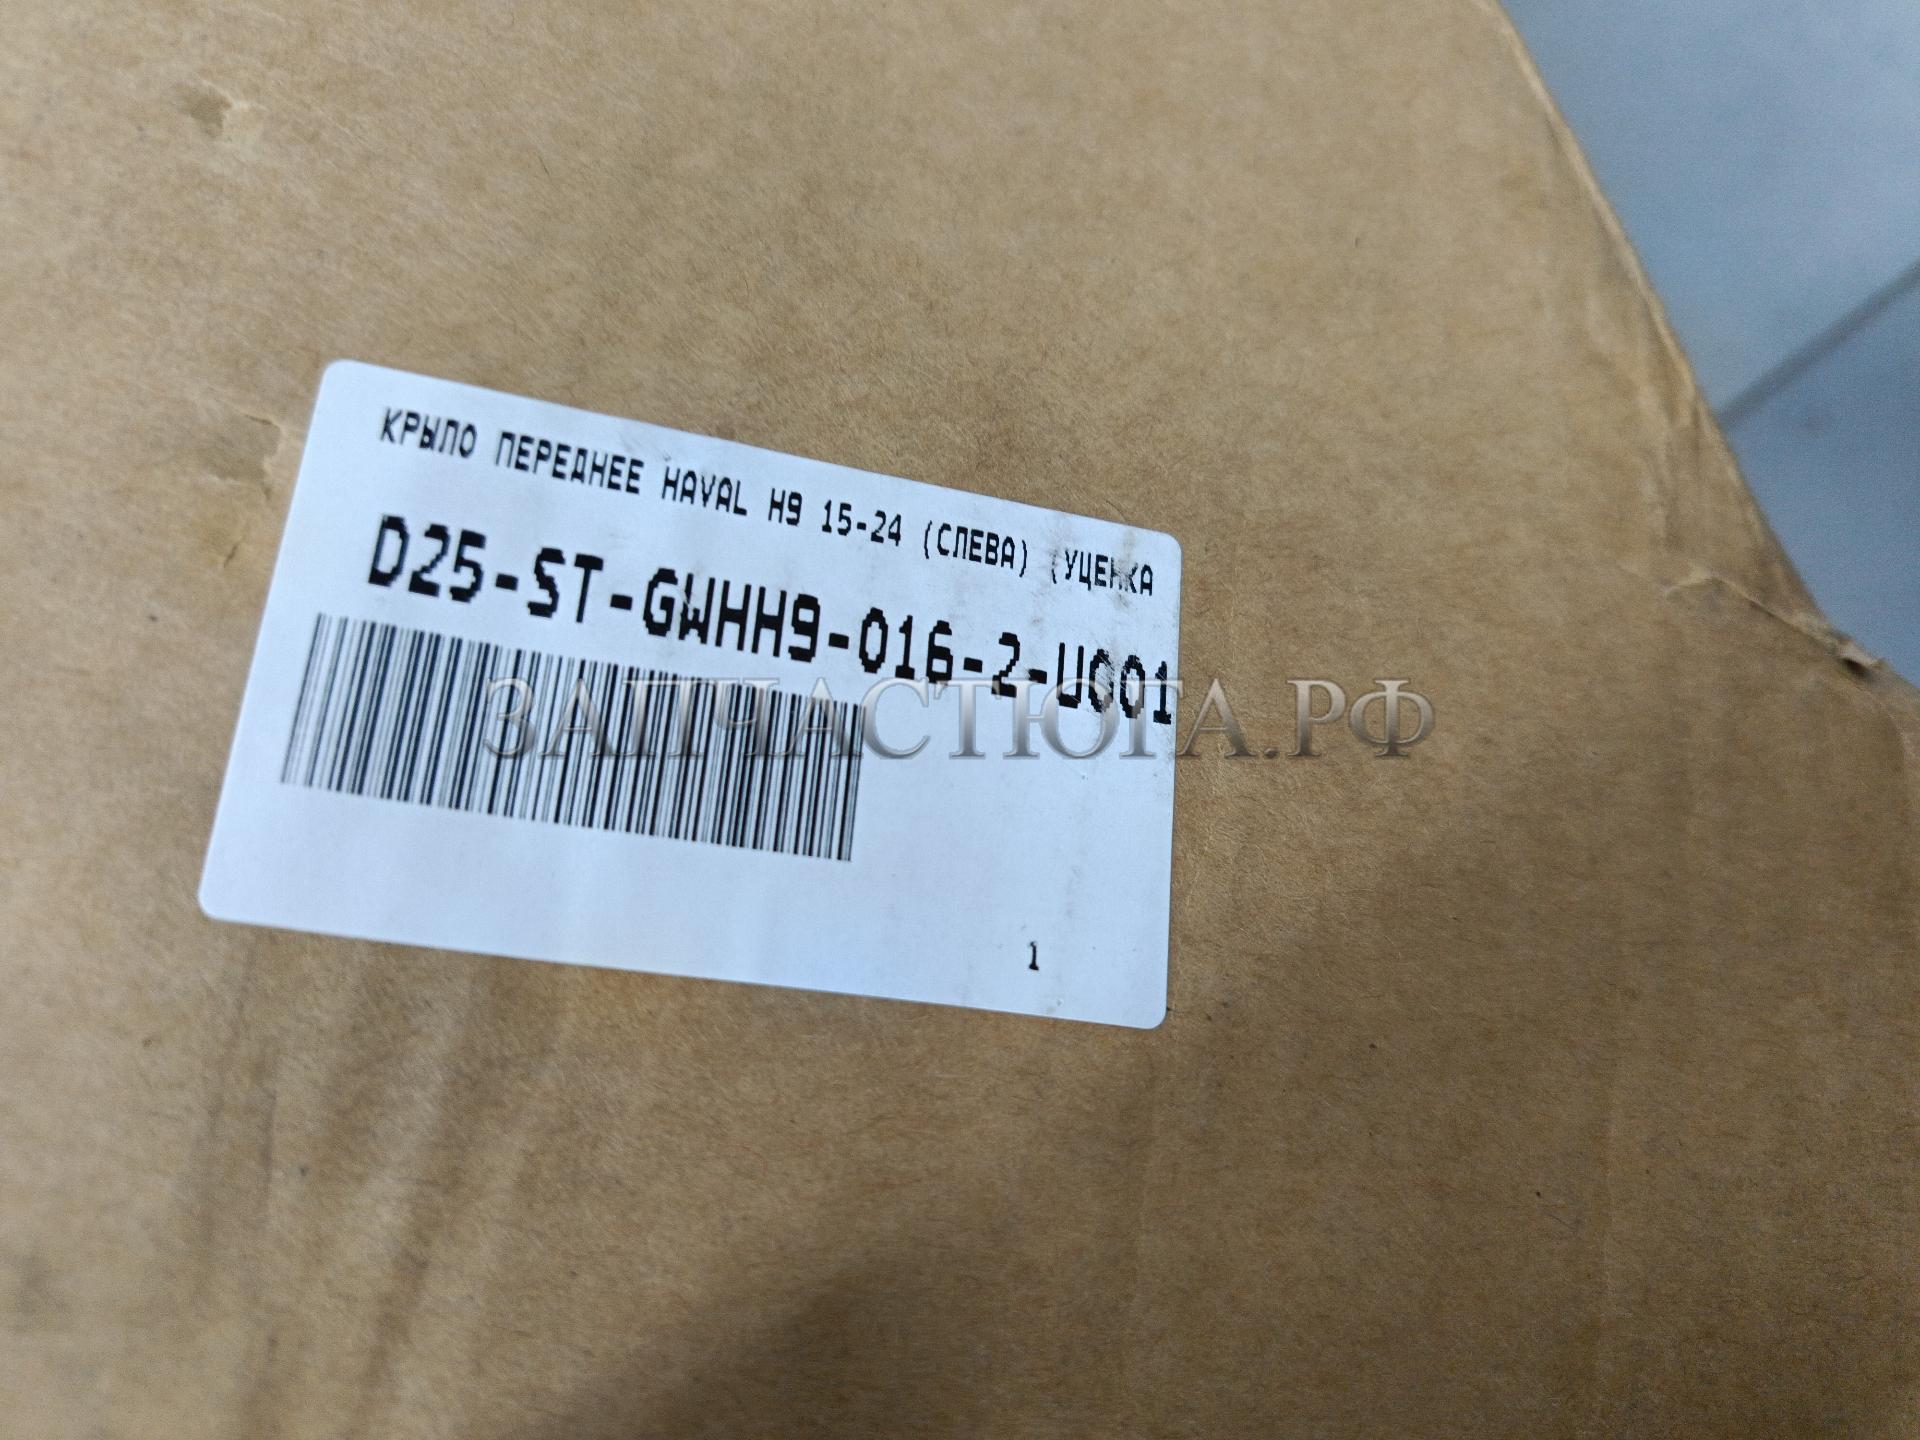 КРЫЛО ПЕРЕДНЕЕ HAVAL H9 15-24 (СЛЕВА) (УЦЕНКА
D25-ST-GWHH9-016-2-U001
ЗАПЧАСТЮГА.РФ
1